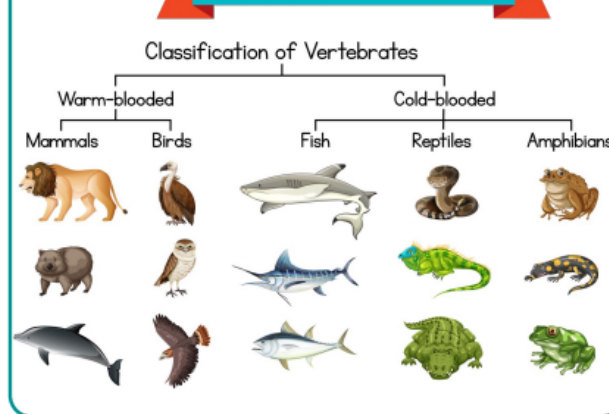 Classification of Vertebrates
Warm-blooded Cold-blooded
Mammals Birds Fish Reptiles Amphibians